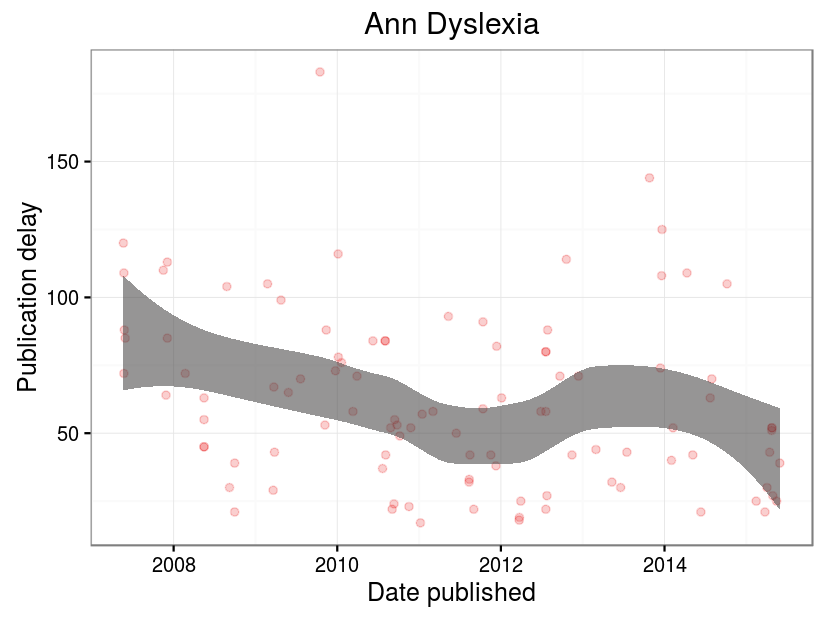 Ann Dyslexia
Publication delay
150
100
50
2008 2010 2012 2014
Date published